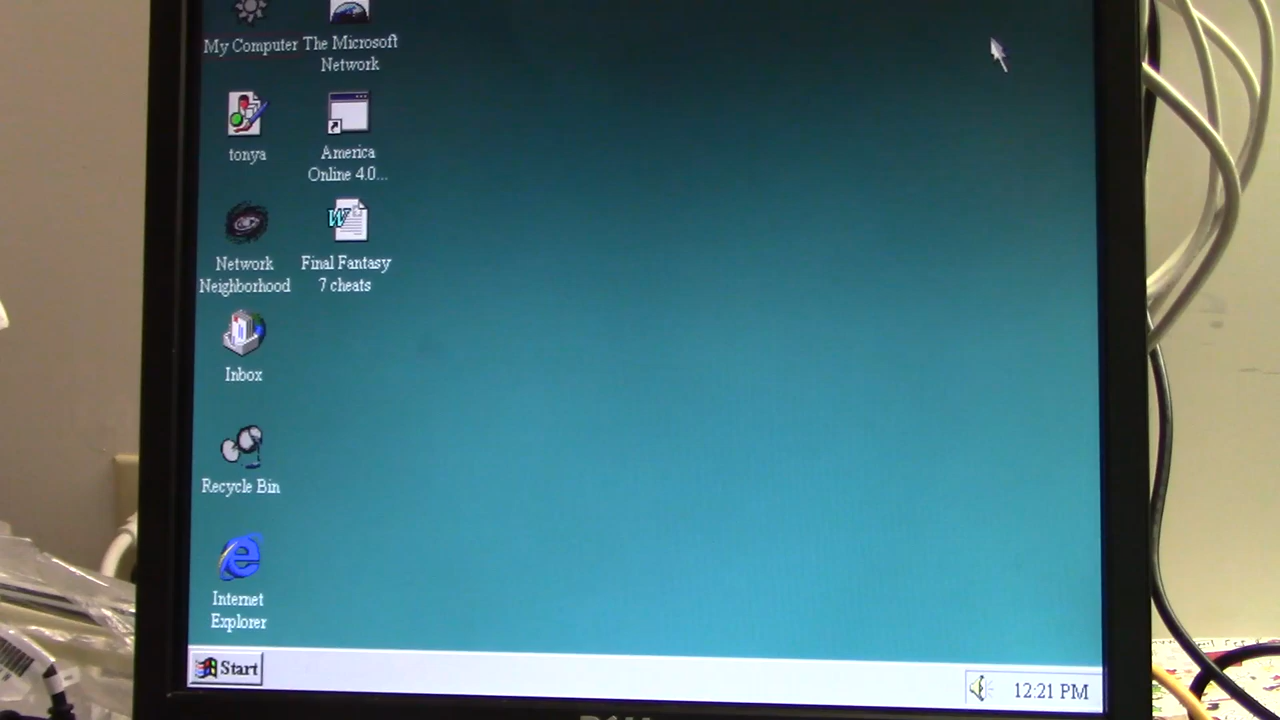 My Computer
The Microsoft
Network
tonya
America
Online 4.0...
Network
Neighborhood
Final Fantasy
7 cheats
Inbox
Recycle Bin
Internet
Explorer
Start
12:21 PM